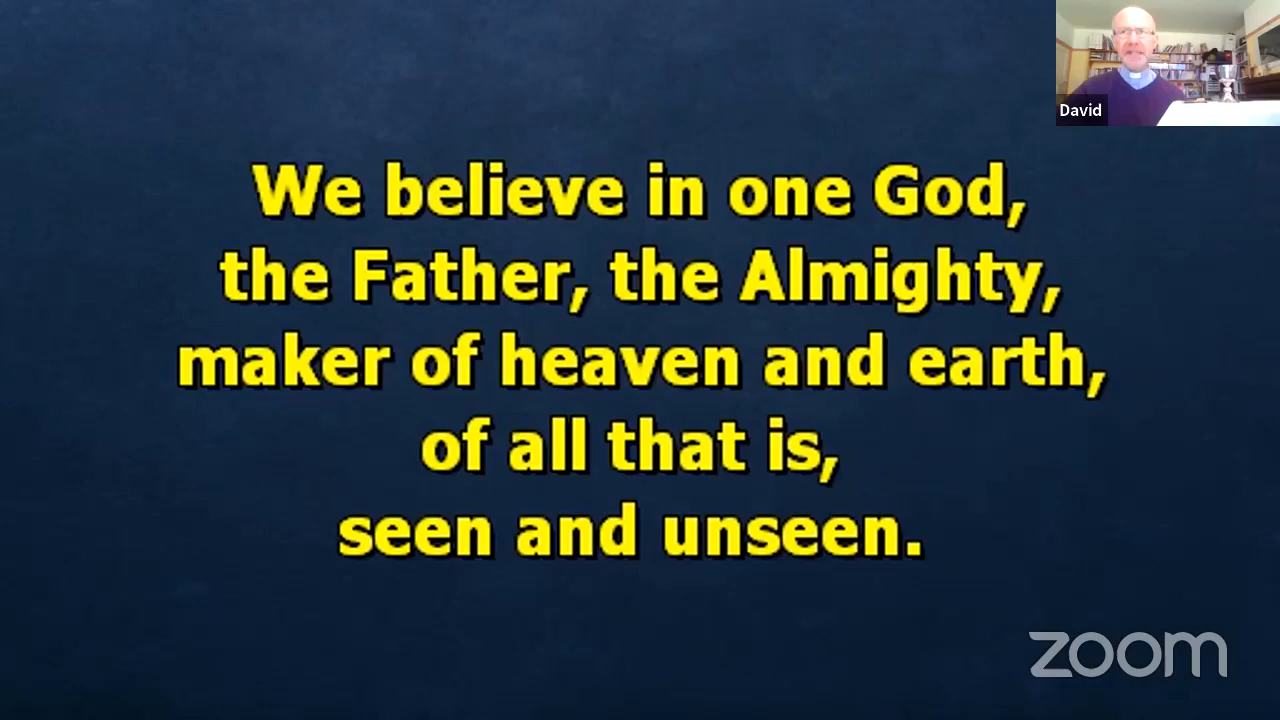 David
We believe in one God,
the Father, the Almighty,
maker of heaven and earth,
of all that is,
seen and unseen.
zoom